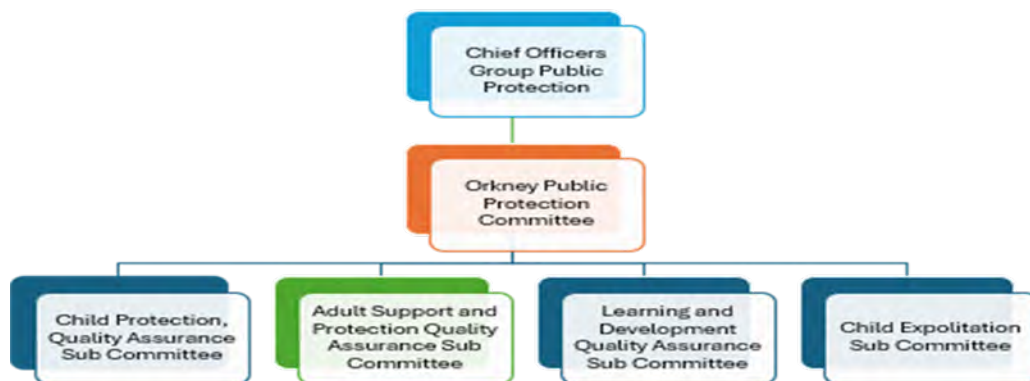 Chief Officers
Group Public
Protection
Orkney Public
Protection
Committee
Child Protection,
Quality Assurance
Sub Committee
Adult Support and
Protection Quality
Assurance Sub
Committee
Learning and
Development
Quality Assurance
Sub Committee
Child Expolitation
Sub Committee